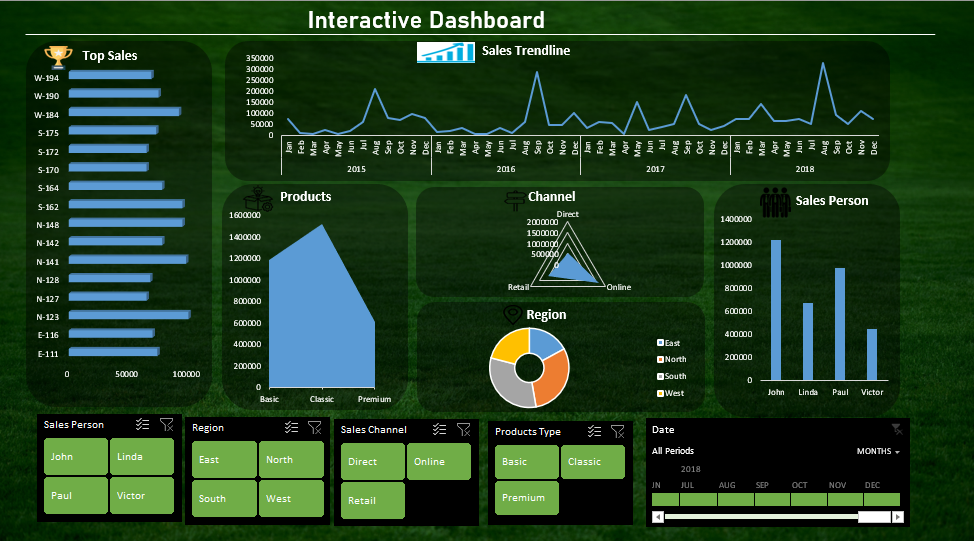 Interactive Dashboard
Top Sales
W-194
W-190
W-184
S-175
S-172
S-170
S-164
S-162
N-148
N-142
N-141
N-128
N-127
N-123
E-116
E-111
0 50000 100000
Sales Trendline
350000
300000
250000
200000
150000
100000
50000
0
Jan Feb Mar Apr May Jun Jul Aug Sep Oct Nov Dec Jan Feb Mar Apr May Jun Jul Aug Sep Oct Nov Dec Jan Feb Mar Apr May Jun Jul Aug Sep Oct Nov Dec Jan Feb Mar Apr May Jun Jul Aug Sep Oct Nov Dec
2015 2016 2017 2018
Products
1600000
1400000
1200000
1000000
800000
600000
400000
200000
0
Basic Classic Premium
Channel
Direct
2000000
1500000
1000000
500000
0
Retail Online
Region
East
North
South
West
Sales Person
1400000
1200000
1000000
800000
600000
400000
200000
0
John Linda Paul Victor
Sales Person
John Linda
Paul Victor
Region
East North
South West
Sales Channel
Direct Online
Retail
Products Type
Basic Classic
Premium
Date
All Periods MONTHS
2018
JN JUL AUG SEP OCT NOV DEC